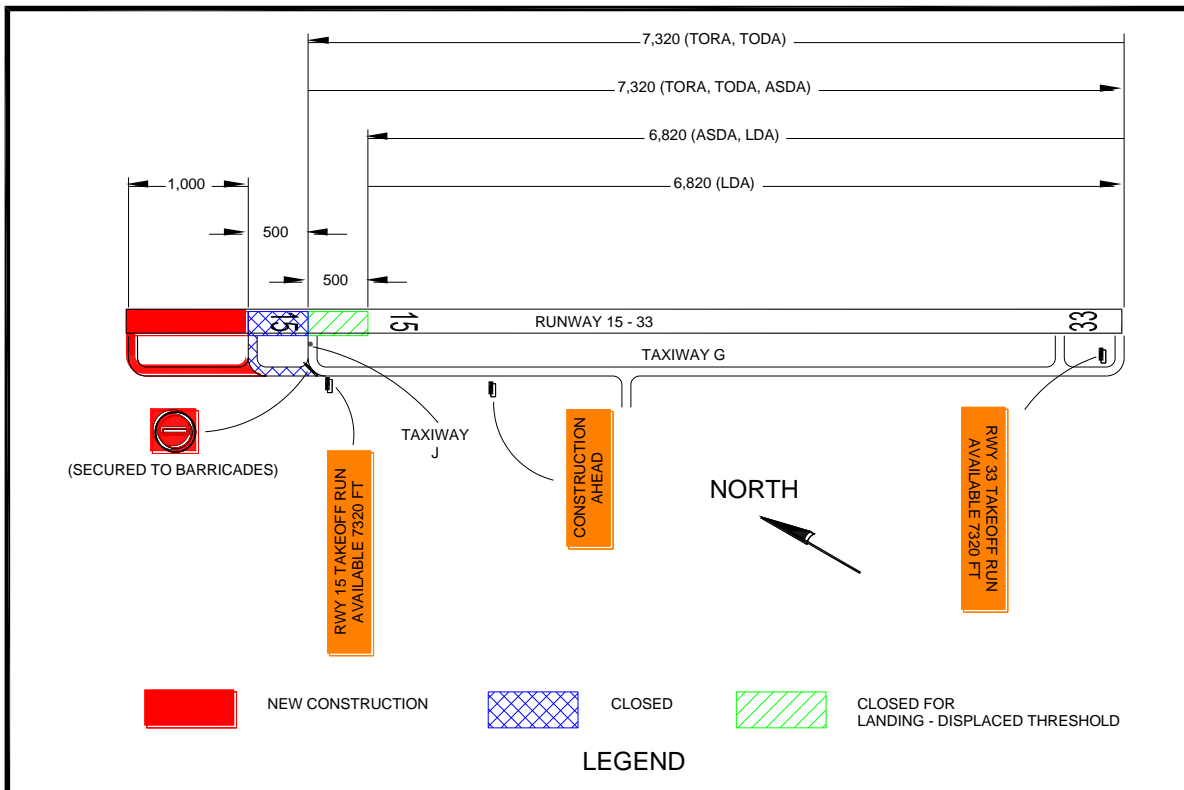 7,320 (TORA, TODA)
7,320 (TORA, TODA, ASDA)
6,820 (ASDA, LDA)
1,000
6,820 (LDA)
500
500
15
15
RUNWAY 15 - 33
33
TAXIWAY G
(SECURED TO BARRICADES)
TAXIWAY
J
RWY 15 TAKEOFF RUN
AVAILABLE 7320 FT
CONSTRUCTION
AHEAD
NORTH
RWY 33 TAKEOFF RUN
AVAILABLE 7320 FT
NEW CONSTRUCTION
CLOSED
CLOSED FOR
LANDING - DISPLACED THRESHOLD
LEGEND